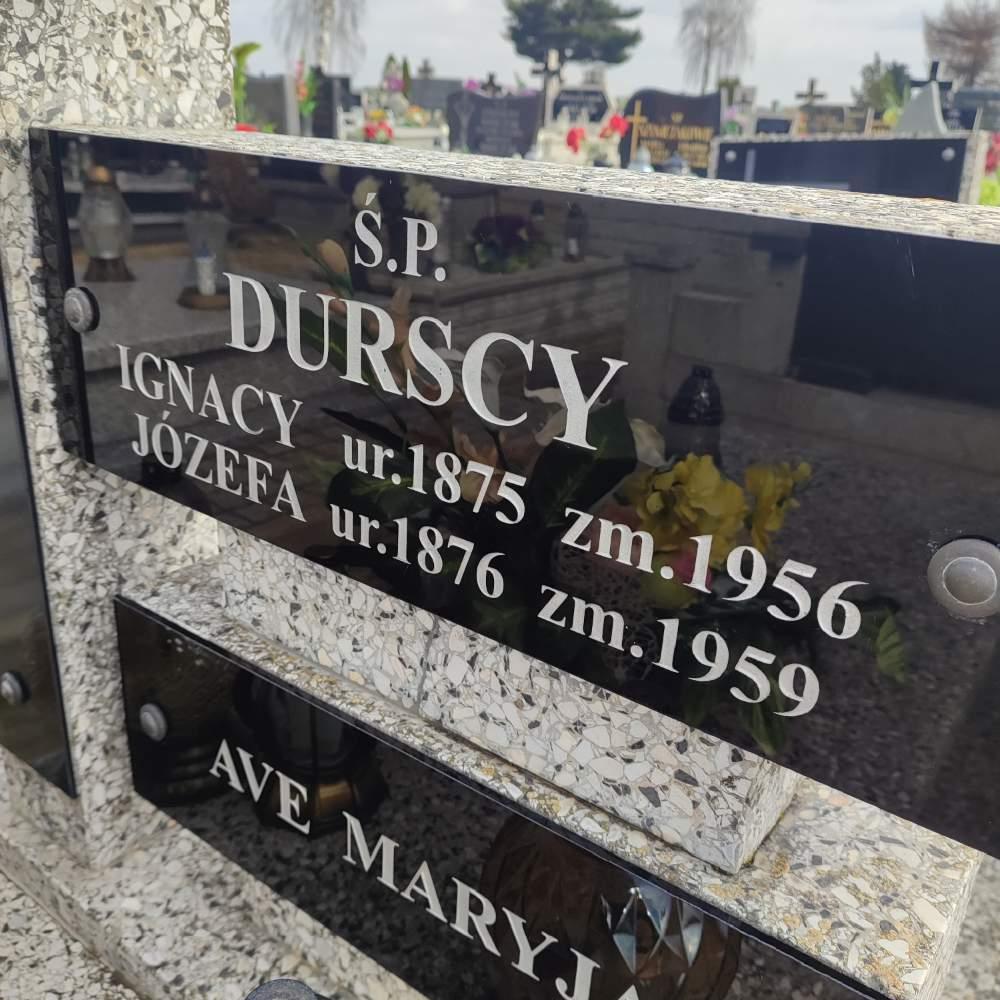 Ś.P.
DURSCY
IGNACY ur.1875 zm.1956
JÓZEFA ur.1876 zm.1959
AVE MARYJA